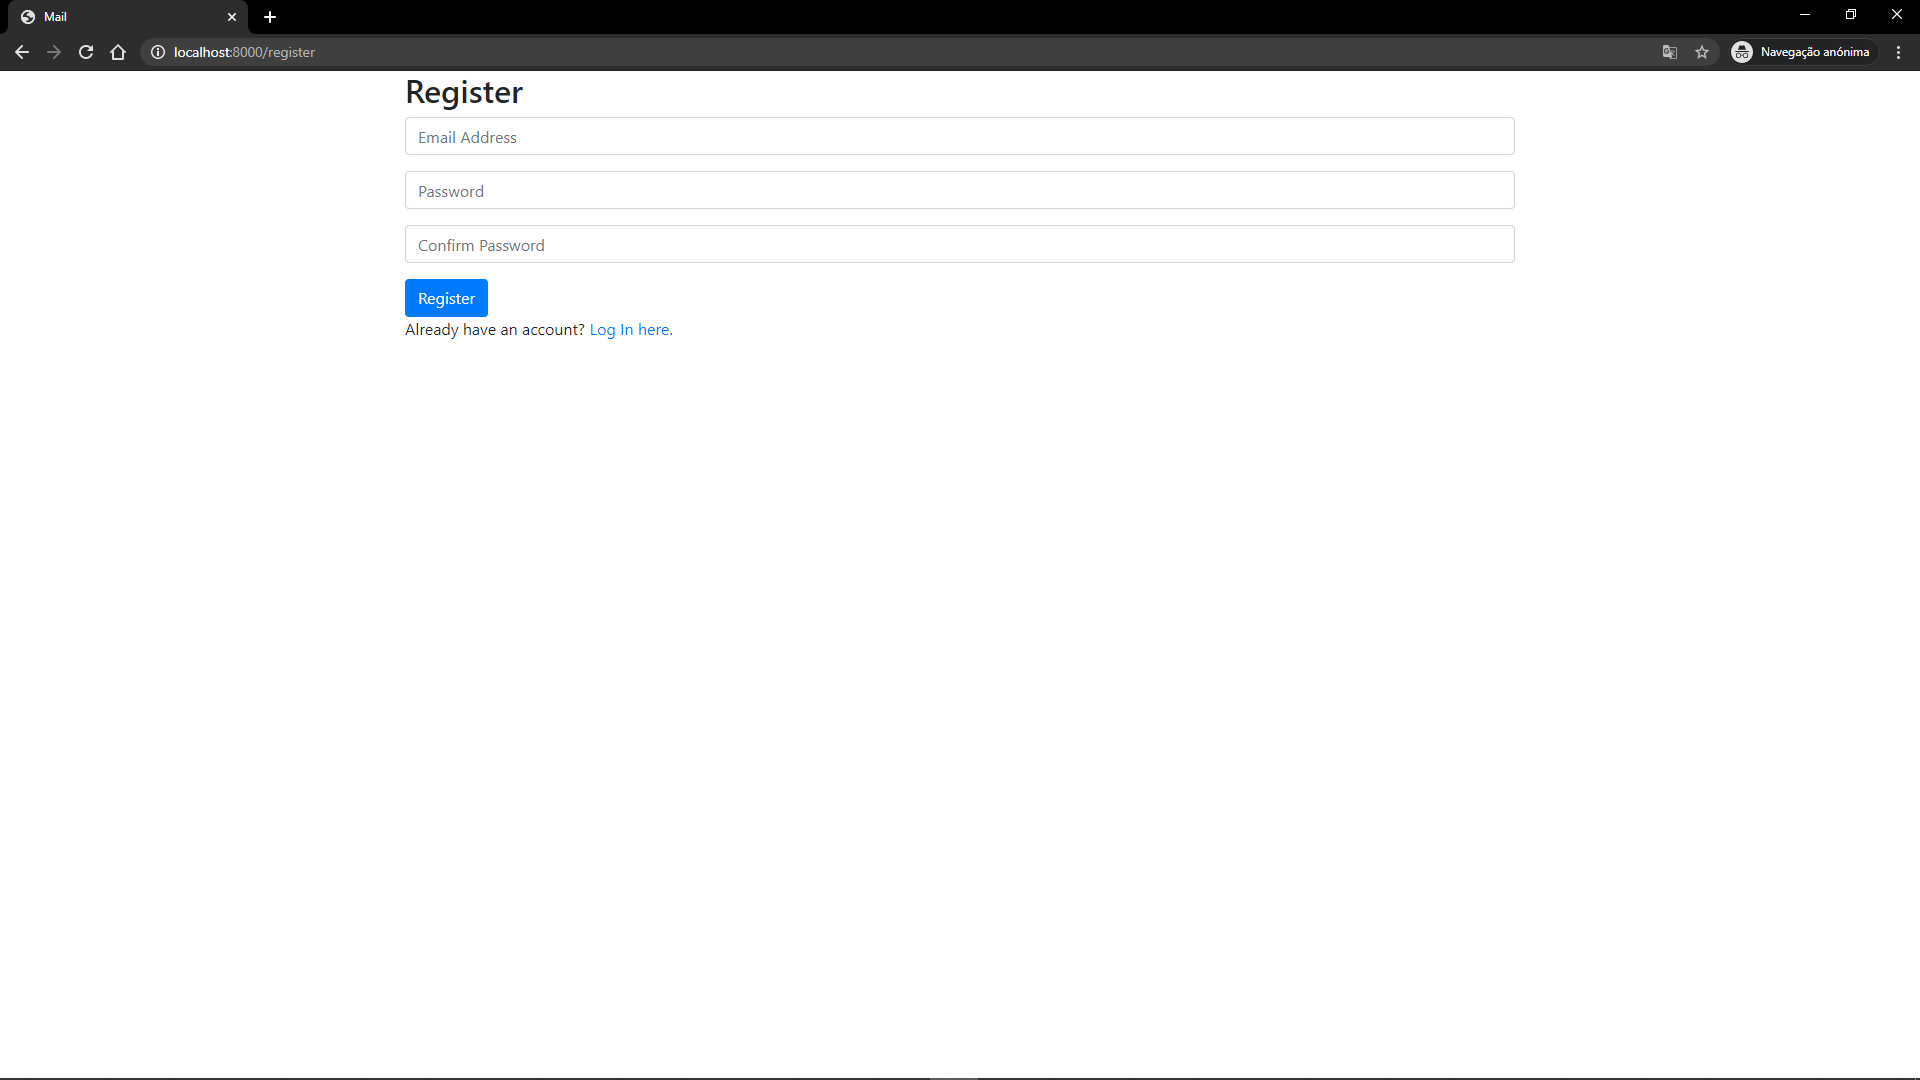 Mail
localhost:8000/register
Navegação anónima
Register
Email Address
Password
Confirm Password
Register
Already have an account? Log In here.